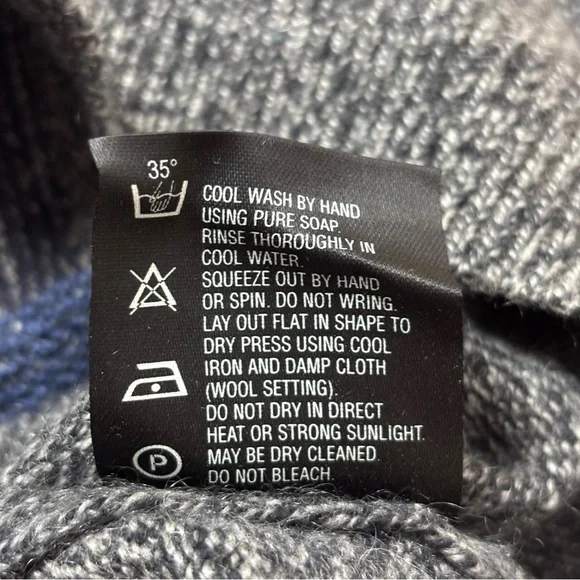 35°
COOL WASH BY HAND
USING PURE SOAP.
RINSE THOROUGHLY IN
COOL WATER.
SQUEEZE OUT BY HAND
OR SPIN. DO NOT WRING.
LAY OUT FLAT IN SHAPE TO
DRY PRESS USING COOL
IRON AND DAMP CLOTH
(WOOL SETTING).
DO NOT DRY IN DIRECT
HEAT OR STRONG SUNLIGHT.
MAY BE DRY CLEANED.
DO NOT BLEACH.
P